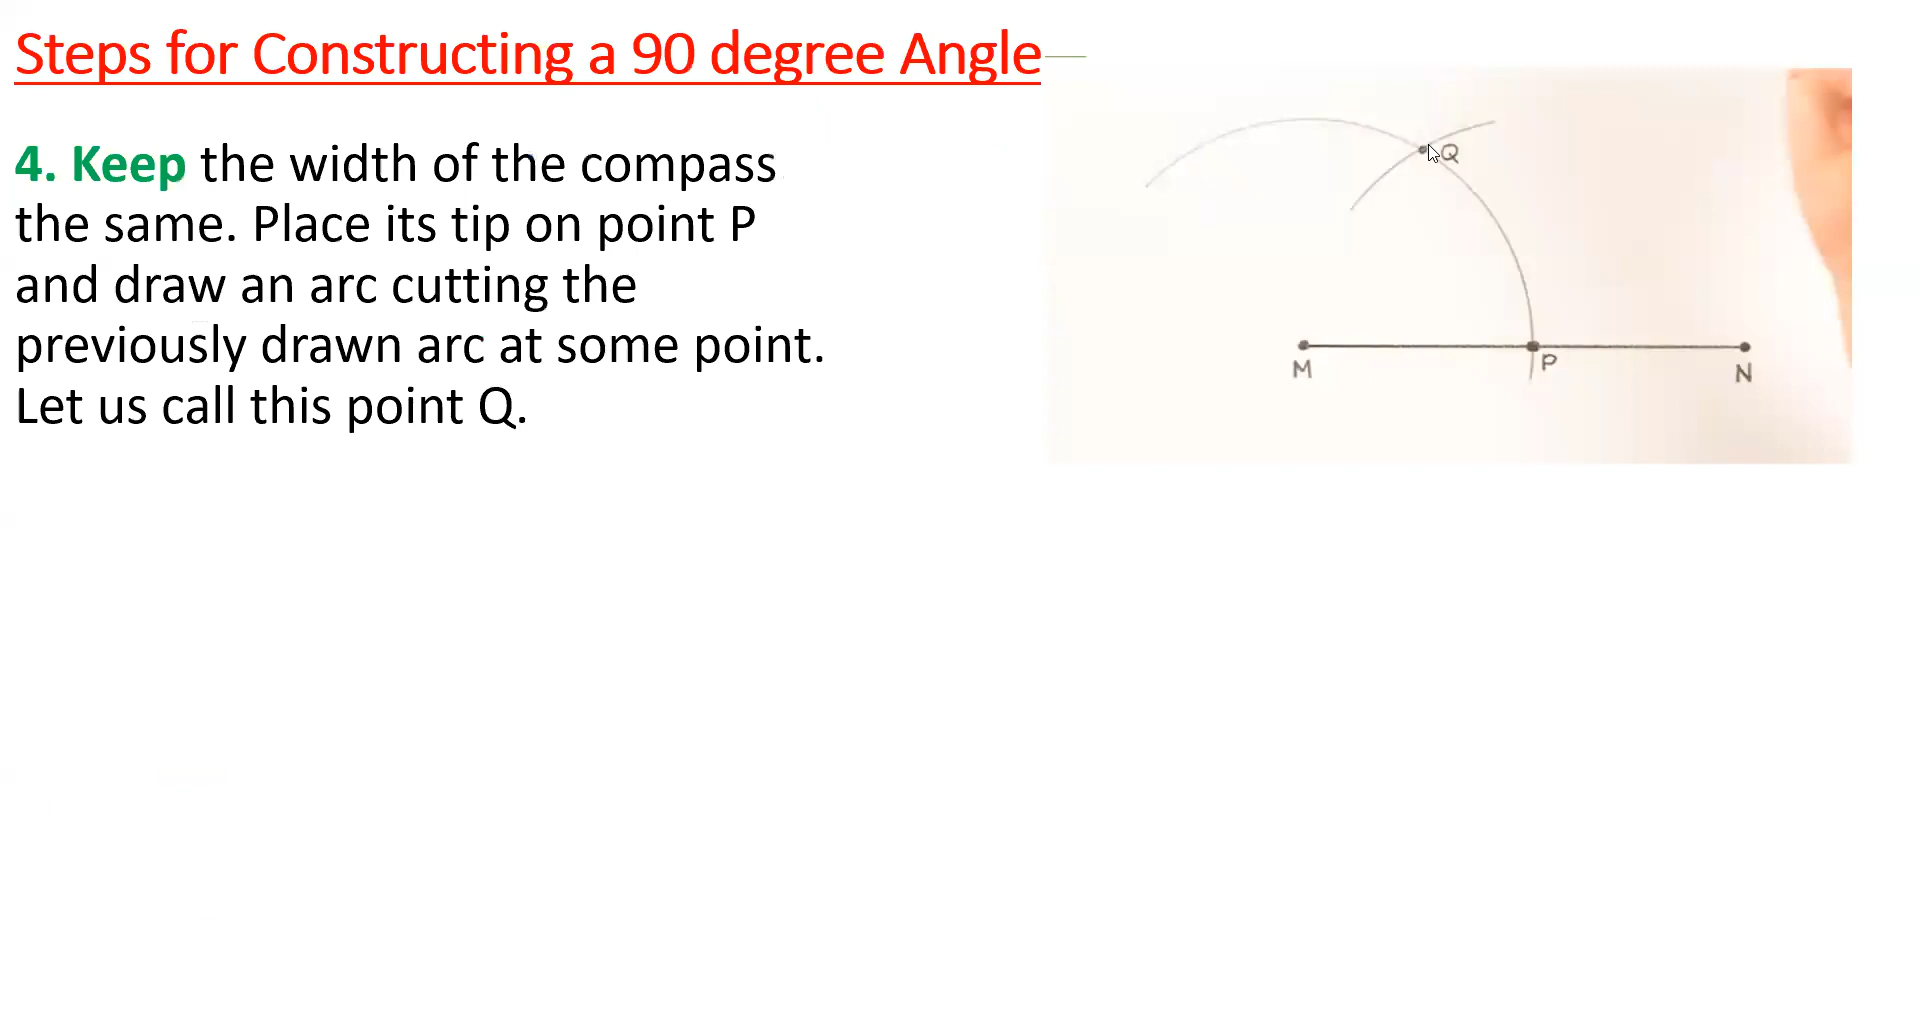 Steps for Constructing a 90 degree Angle
4. Keep the width of the compass
the same. Place its tip on point P
and draw an arc cutting the
previously drawn arc at some point.
Let us call this point Q.
Q
M
P
N